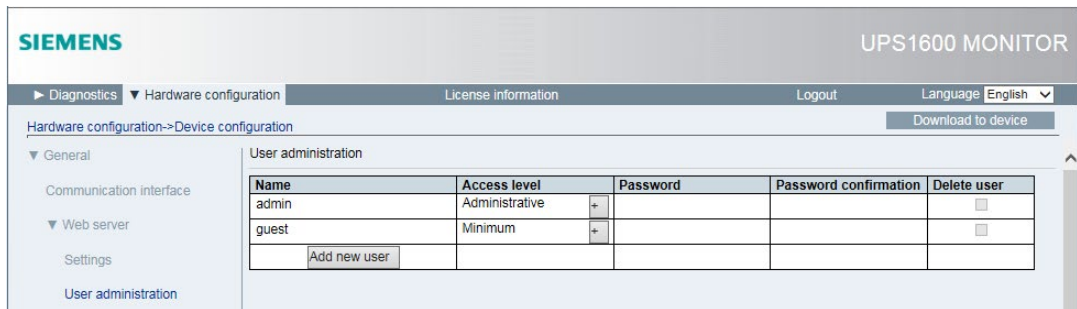 SIEMENS
UPS1600 MONITOR
▶ Diagnostics ▼ Hardware configuration License information Logout Language English
Hardware configuration->Device configuration
Download to device
▼ General
User administration
Communication interface
▼ Web server
Settings
User administration
Name Access level Password Password confirmation Delete user
admin Administrative +
guest Minimum +
Add new user